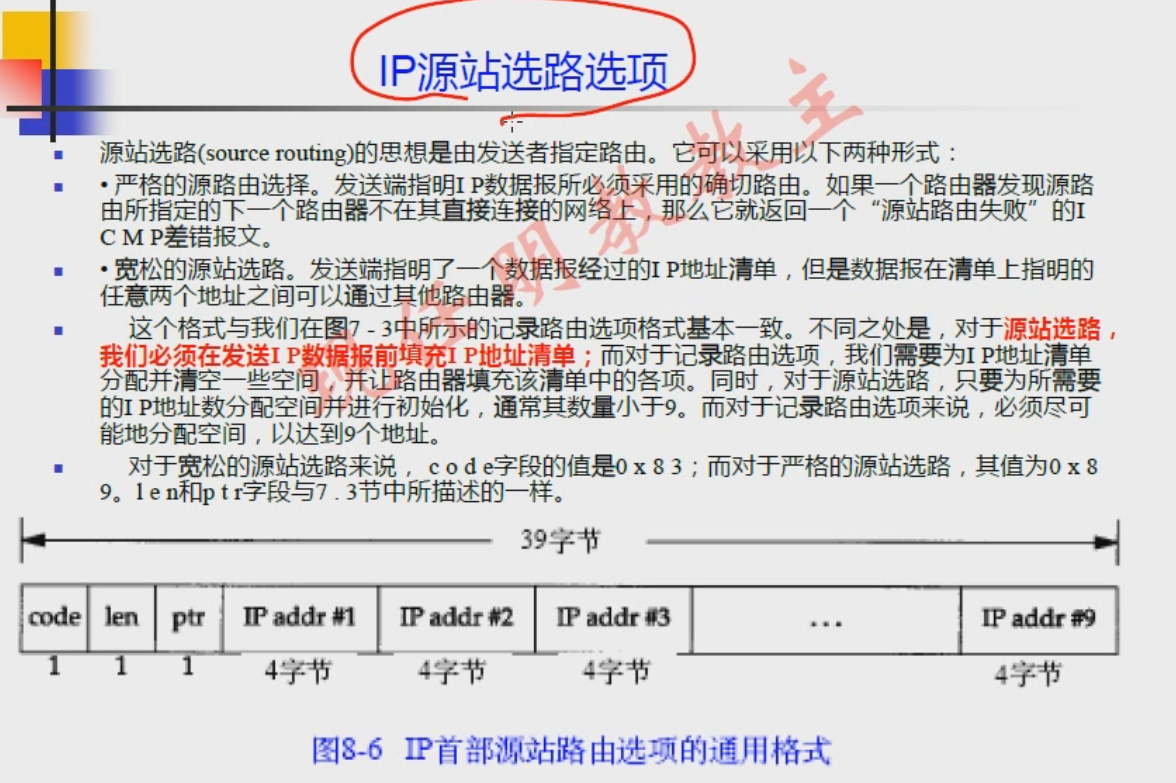 IP源站选路选项
源站选路(source routing)的思想是由发送者指定路由。它可以采用以下两种形式：
• 严格的源路由选择。发送端指明I P数据报所必须采用的确切路由。如果一个路由器发现源路
由所指定的下一个路由器不在其直接连接的网络上，那么它就返回一个“源站路由失败”的I
C M P差错报文。
• 宽松的源站选路。发送端指明了一个数据报经过的I P地址清单，但是数据报在清单上指明的
任意两个地址之间可以通过其他路由器。
这个格式与我们在图7 - 3中所示的记录路由选项格式基本一致。不同之处是，对于源站选路，
我们必须在发送I P数据报前填充I P地址清单；而对于记录路由选项，我们需要为I P地址清单
分配并清空一些空间，并让路由器填充该清单中的各项。同时，对于源站选路，只要为所需要
的I P地址数分配空间并进行初始化，通常其数量小于9。而对于记录路由选项来说，必须尽可
能地分配空间，以达到9个地址。
对于宽松的源站选路来说， c o d e字段的值是0 x 8 3；而对于严格的源站选路，其值为0 x 8
9。l e n和p t r字段与7 . 3节中所描述的一样。
现任明教教主
39字节
code len ptr IP addr #1 IP addr #2 IP addr #3 ... IP addr #9
1 1 1 4字节 4字节 4字节 4字节
图8-6 IP首部源站路由选项的通用格式